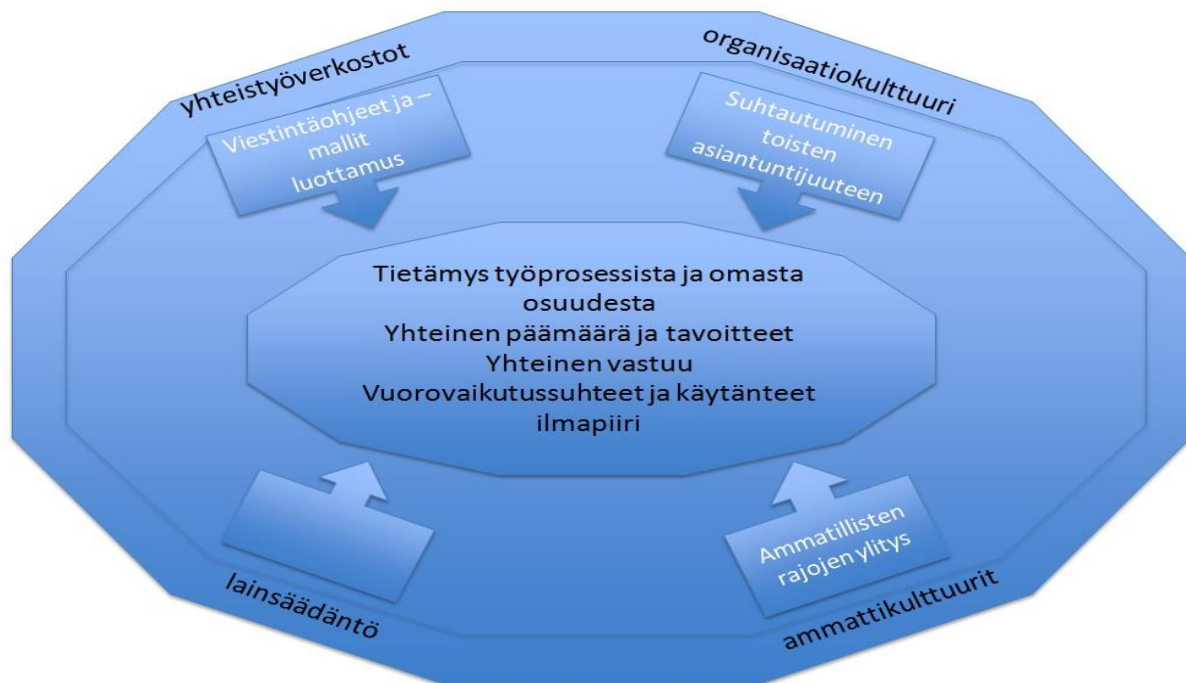 yhteistyöverkostot
organisaatiokulttuuri
Viestintäohjeet ja –
mallit
luottamus
Suhtautuminen
toisten
asiantuntijuuteen
Tietämys työprosessista ja omasta
osuudesta
Yhteinen päämäärä ja tavoitteet
Yhteinen vastuu
Vuorovaikutussuhteet ja käytänteet
ilmapiiri
Ammatillisten
rajojen ylitys
lainsäädäntö
ammattikulttuurit